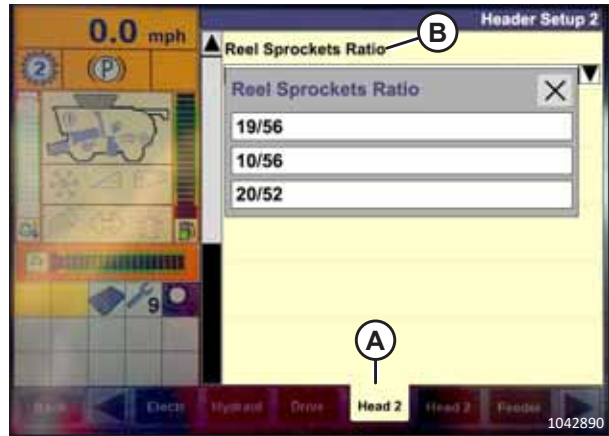 0.0 mph
Header Setup 2
B
Reel Sprockets Ratio
2
P
Reel Sprockets Ratio
19/56
10/56
20/52
9
A
Back Electr Hydraul Drive Head 2 Head 2 Feeder
1042890